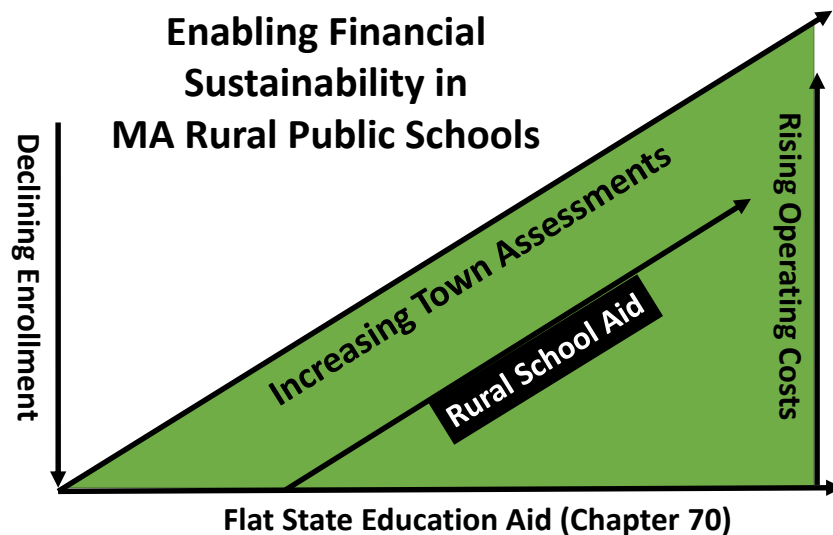 Enabling Financial
Sustainability in
MA Rural Public Schools
Declining Enrollment
Increasing Town Assessments
Rural School Aid
Rising Operating Costs
Flat State Education Aid (Chapter 70)